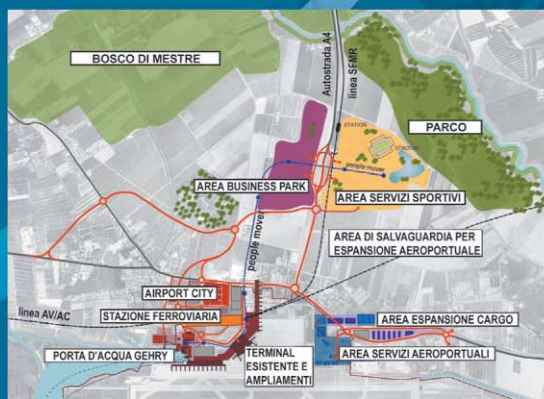 BOSCO DI MESTRE
Autostrada A4
linea SFMR
PARCO
STATION
STADIUM
people mover
AREA BUSINESS PARK
AREA SERVIZI SPORTIVI
people mover
AREA DI SALVAGUARDIA PER
ESPANSIONE AEROPORTUALE
AIRPORT CITY
linea AV/AC
STAZIONE FERROVIARIA
AREA ESPANSIONE CARGO
PORTA D'ACQUA GEHRY
TERMINAL
ESISTENTE E
AMPLIAMENTI
AREA SERVIZI AEROPORTUALI